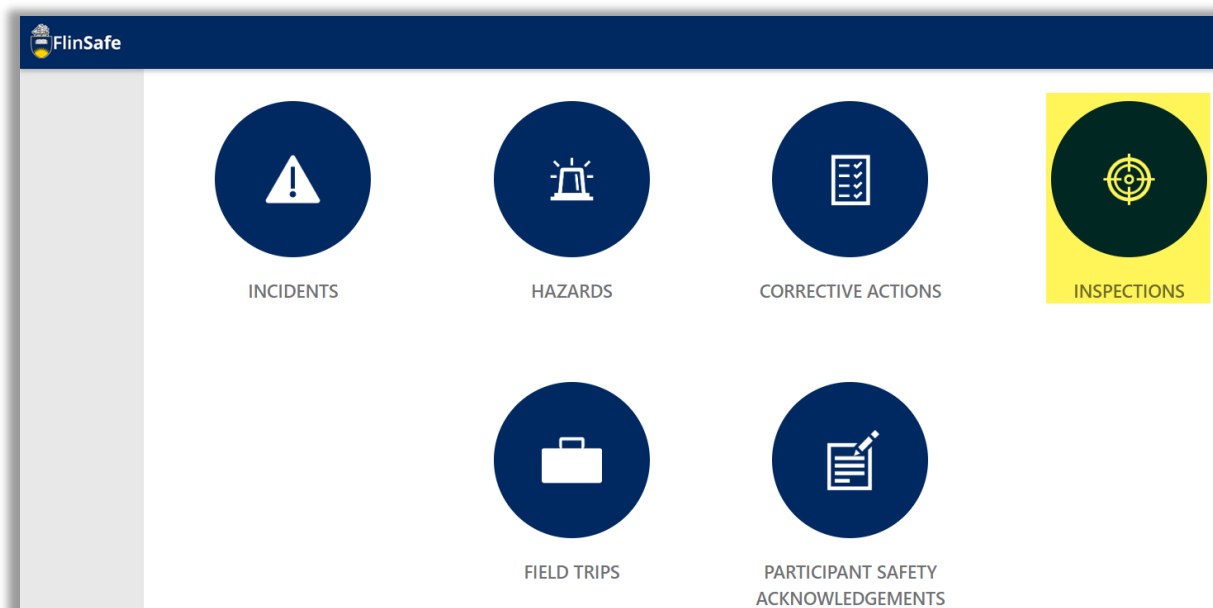 FlinSafe
INCIDENTS
HAZARDS
CORRECTIVE ACTIONS
INSPECTIONS
FIELD TRIPS
PARTICIPANT SAFETY
ACKNOWLEDGEMENTS